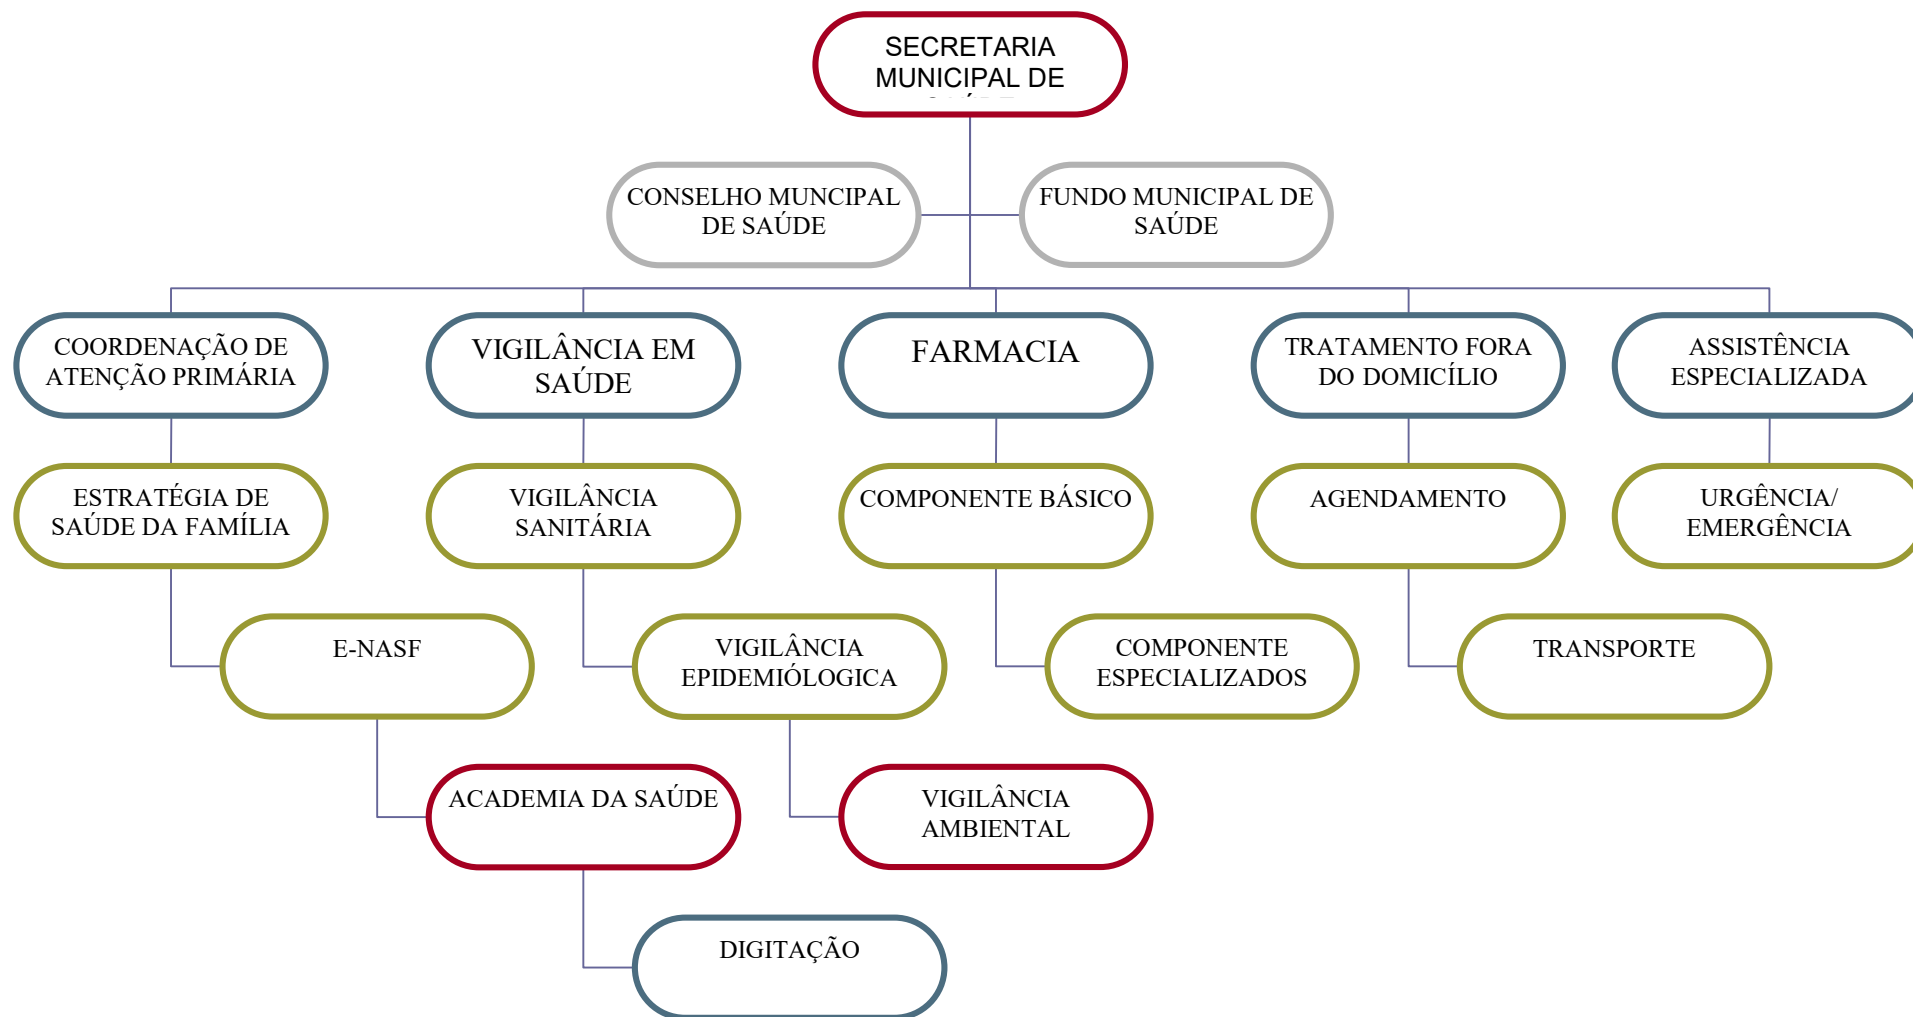 SECRETARIA
MUNICIPAL DE
CONSELHO MUNCIPAL
DE SAÚDE
FUNDO MUNICIPAL DE
SAÚDE
COORDENAÇÃO DE
ATENÇÃO PRIMÁRIA
VIGILÂNCIA EM
SAÚDE
FARMACIA
TRATAMENTO FORA
DO DOMICÍLIO
ASSISTÊNCIA
ESPECIALIZADA
ESTRATÉGIA DE
SAÚDE DA FAMÍLIA
VIGILÂNCIA
SANITÁRIA
COMPONENTE BÁSICO
AGENDAMENTO
URGÊNCIA/
EMERGÊNCIA
E-NASF
VIGILÂNCIA
EPIDEMIÓLOGICA
COMPONENTE
ESPECIALIZADOS
TRANSPORTE
ACADEMIA DA SAÚDE
VIGILÂNCIA
AMBIENTAL
DIGITAÇÃO